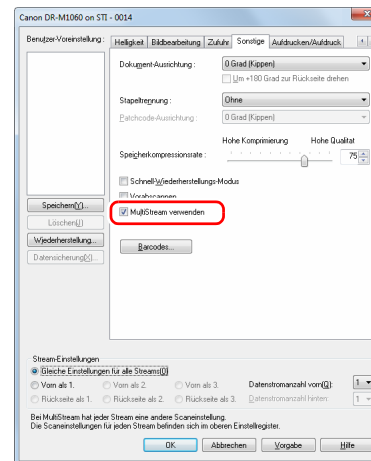 Canon DR-M1060 on STI - 0014
Benutzer-Voreinstellung :
Helligkeit Bildbearbeitung Zufuhr Sonstige Aufdrucken/Aufdruck
Dokument-Ausrichtung : 0 Grad (Kippen)
Um +180 Grad zur Rückseite drehen
Stapeltrennung : Ohne
Patchcode-Ausrichtung : 0 Grad (Kippen)
Hohe Komprimierung Hohe Qualitat
Speicherkompressionsrate : 75
Schnell-Wiederherstellungs-Modus
Vorabscannen
MultiStream verwenden
Speichern(Y)...
Löschen(J)
Wiederherstellung...
Datensicherung(X)...
Barcodes...
Stream-Einstellungen
Gleiche Einstellungen für alle Streams(0)
Vorn als 1. Vorn als 2. Vorn als 3. Datenstromanzahl vorn(Q): 1
Rückseite als 1. Rückseite als 2. Rückseite als 3. Datenstromanzahl hinten: 1
Bei MultiStream hat jeder Stream eine andere Scaneinstellung.
Die Scaneinstellungen für jeden Stream befinden sich im oberen Einstellregister.
OK Abbrechen Vorgabe Hilfe